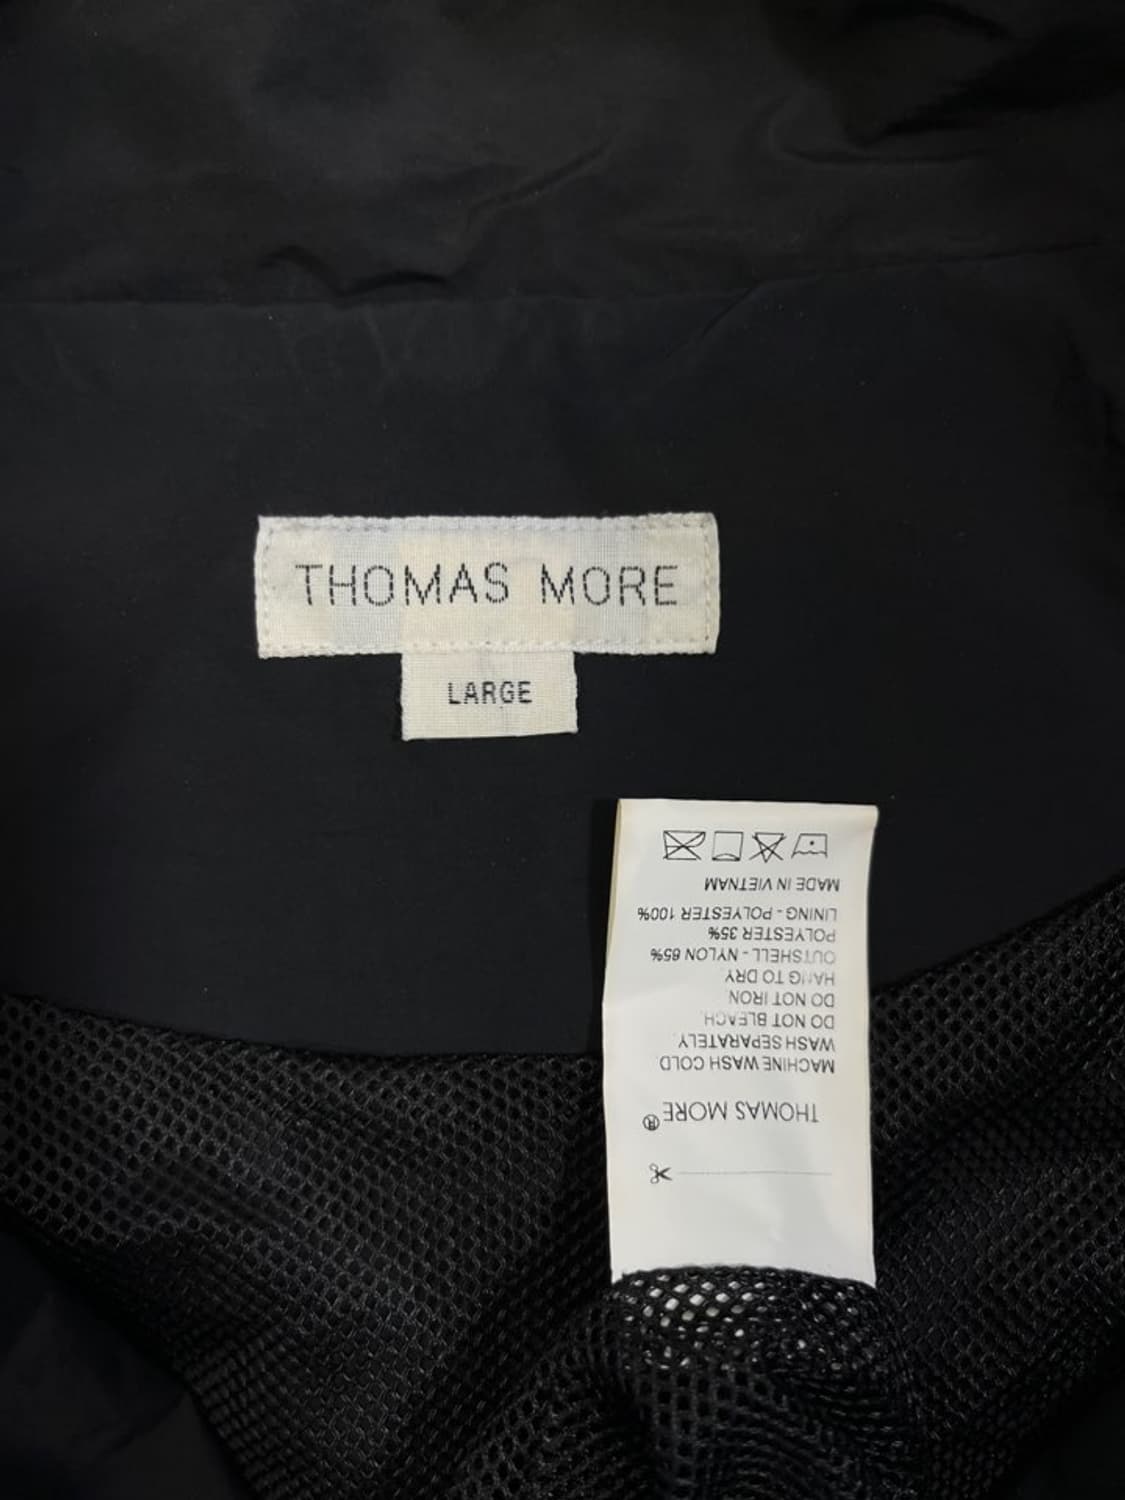 THOMAS MORE
LARGE
THOMAS MORE®
MACHINE WASH COLD
WASH SEPARATELY.
DO NOT BLEACH.
DO NOT IRON.
HANG TO DRY.
OUTSHELL - NYLON 65%
POLYESTER 35%
LINING - POLYESTER 100%
MADE IN VIETNAM